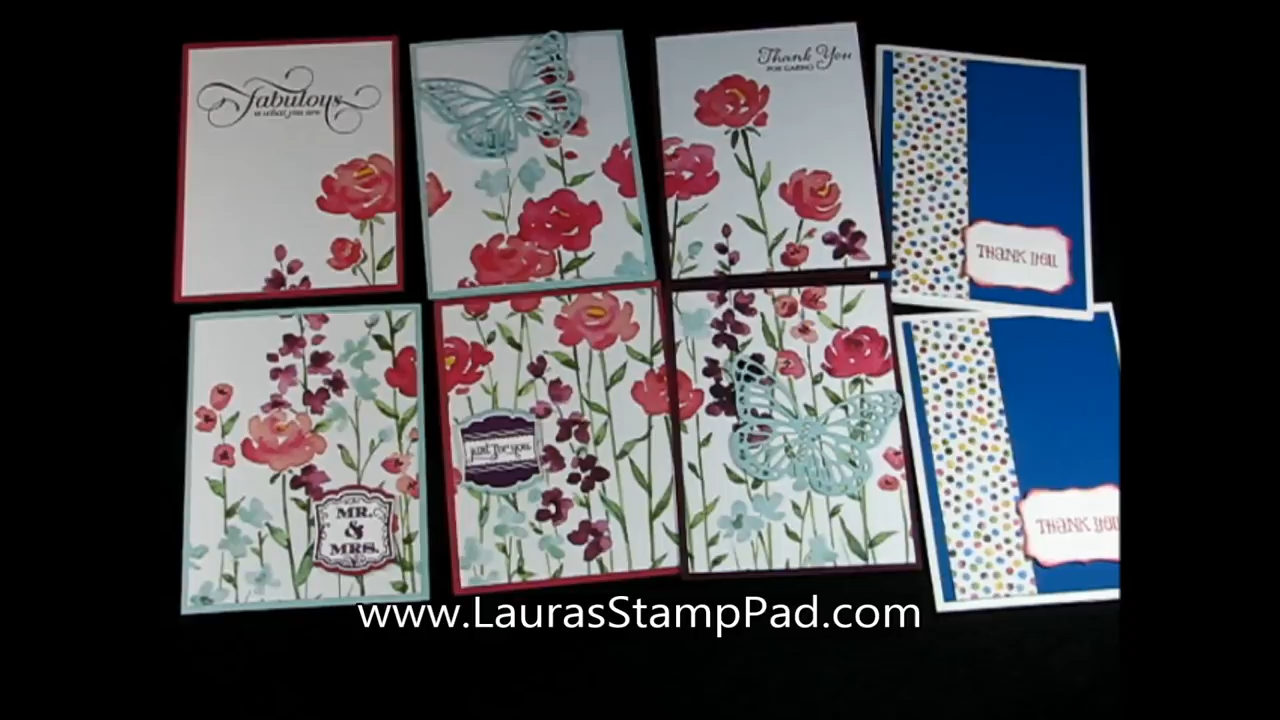 Fabulous
is what you are
Thank You
FOR CARING
THANK YOU
MR.
&
MRS.
just for you
THANK YOU
www.LaurasStampPad.com